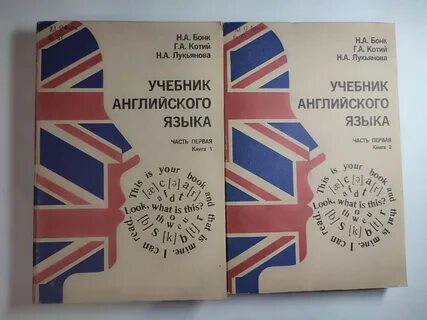 Н.А. Бонк
Г.А. Котий
Н.А. Лукьянова
УЧЕБНИК
АНГЛИЙСКОГО
ЯЗЫКА
ЧАСТЬ ПЕРВАЯ
Книга 1
This is your book and that is mine. I can read.
Look, what is this?
Н.А. Бонк
Г.А. Котий
Н.А. Лукьянова
УЧЕБНИК
АНГЛИЙСКОГО
ЯЗЫКА
ЧАСТЬ ПЕРВАЯ
Книга 2
This is your book and that is mine. I can read.
Look, what is this?